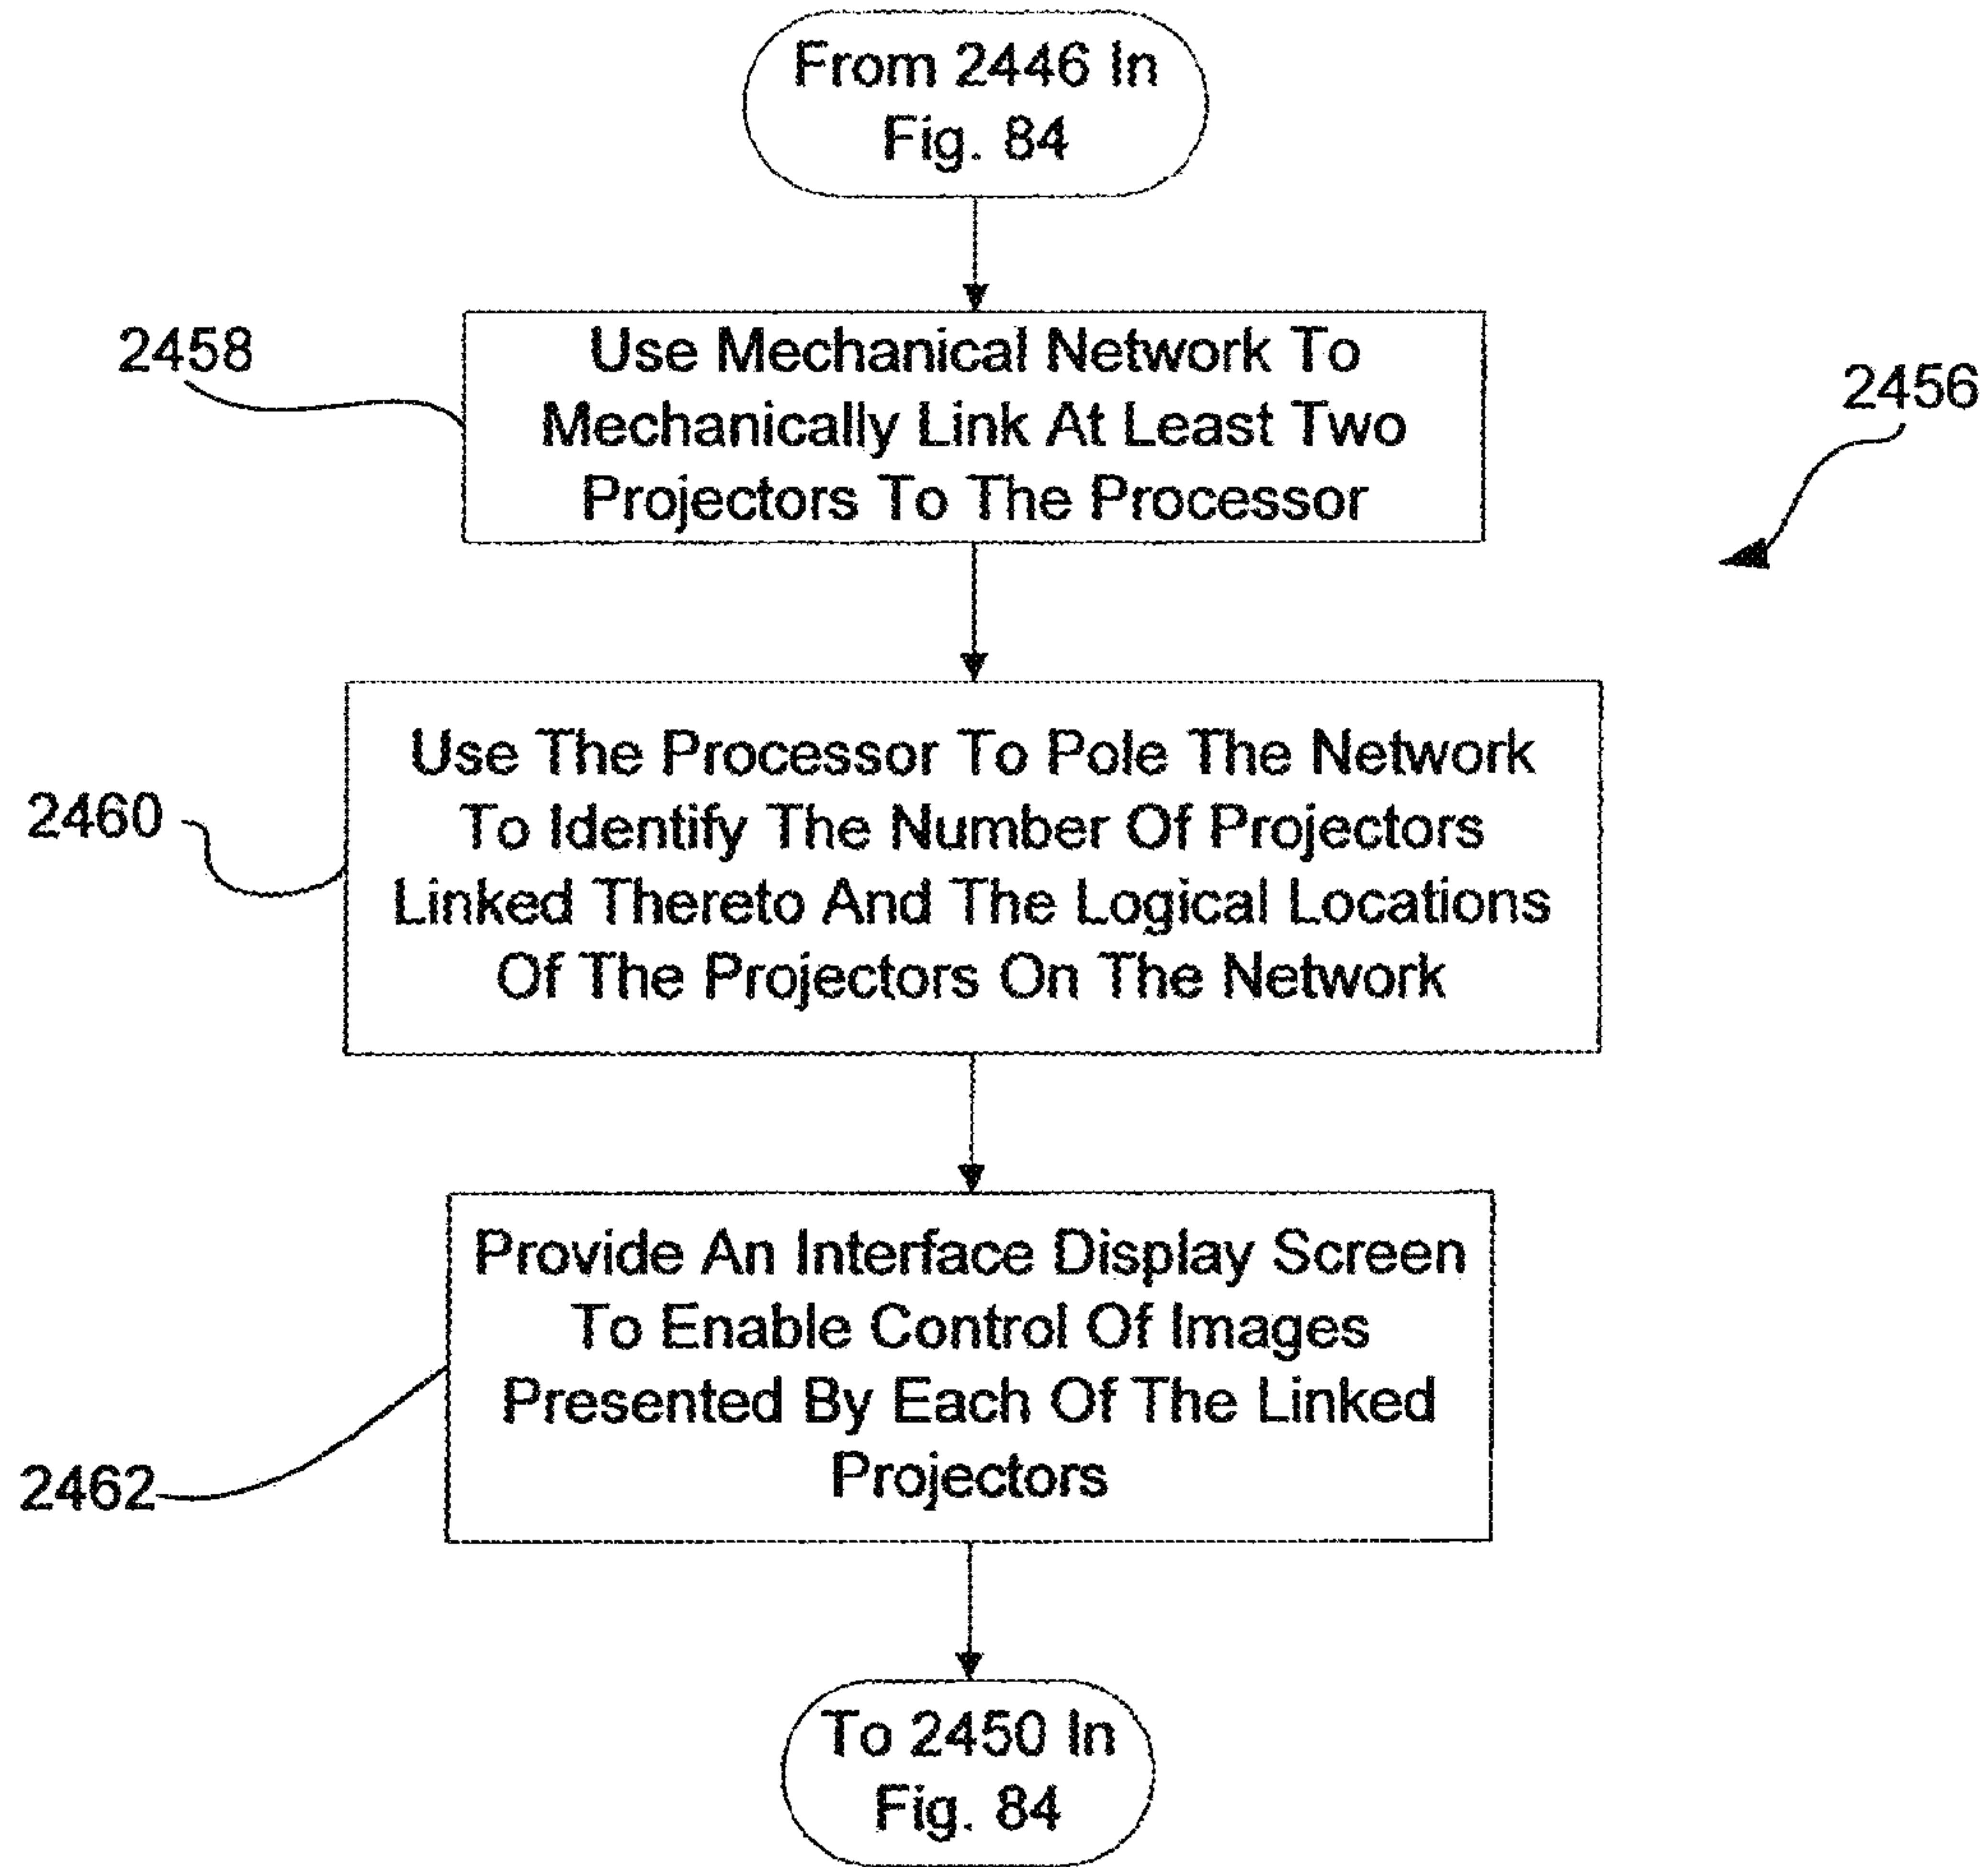 From 2446 In
Fig. 84
2458
Use Mechanical Network To
Mechanically Link At Least Two
Projectors To The Processor
2456
2460
Use The Processor To Pole The Network
To Identify The Number Of Projectors
Linked Thereto And The Logical Locations
Of The Projectors On The Network
2462
Provide An Interface Display Screen
To Enable Control Of Images
Presented By Each Of The Linked
Projectors
To 2450 In
Fig. 84